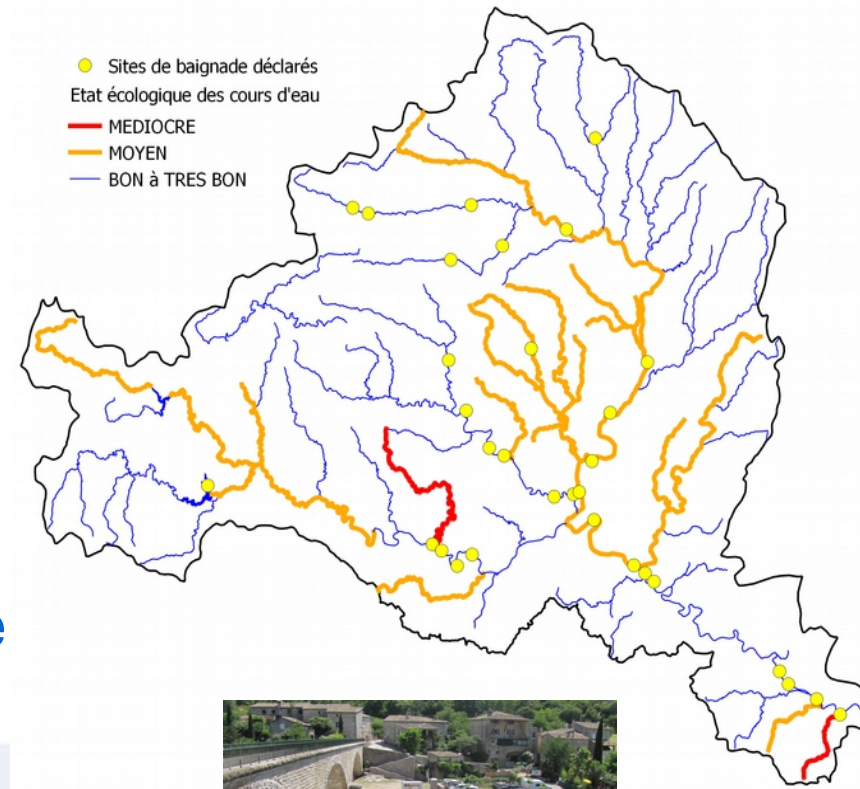 Sites de baignade déclarés
Etat écologique des cours d'eau
MEDIOCRE
MOYEN
BON à TRES BON
e